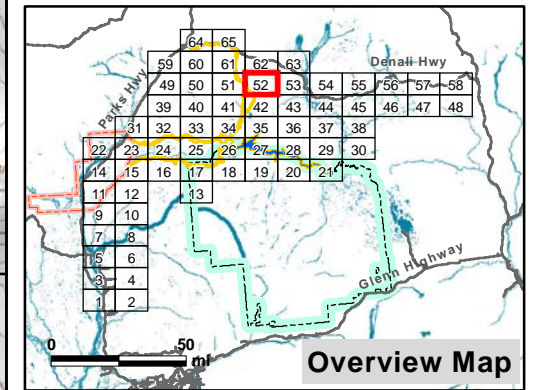 64 65
59 60 61 62 63
Denali Hwy
Parks Hwy
49 50 51 52 53 54 55 56 57 58
39 40 41 42 43 44 45 46 47 48
31 32 33 34 35 36 37 38
22 23 24 25 26 27 28 29 30
14 15 16 17 18 19 20 21
11 12 13
9 10
7 8
5 6
3 4
1 2
Glenn Highway
0 50
mi
Overview Map